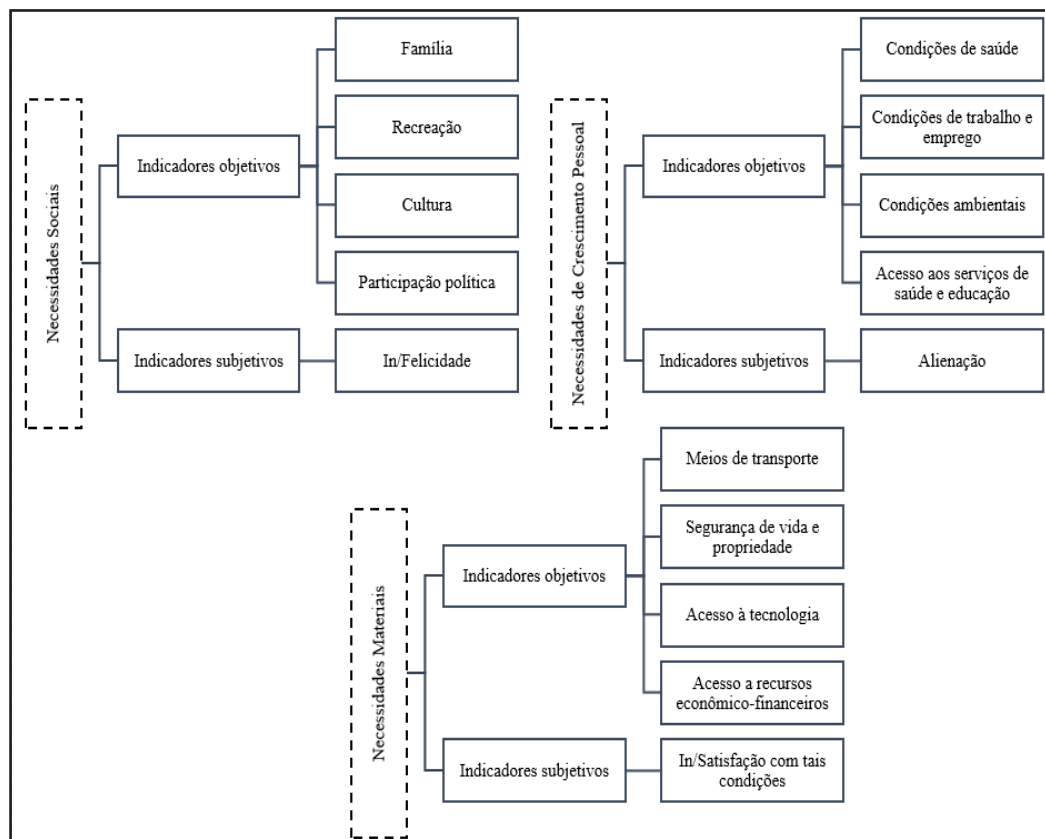 Necessidades Sociais
Indicadores objetivos
Família
Recreação
Cultura
Participação política
Indicadores subjetivos
In/Felicidade
Necessidades de Crescimento Pessoal
Indicadores objetivos
Condições de saúde
Condições de trabalho e
emprego
Condições ambientais
Acesso aos serviços de
saúde e educação
Indicadores subjetivos
Alienação
Necessidades Materiais
Indicadores objetivos
Meios de transporte
Segurança de vida e
propriedade
Acesso à tecnologia
Acesso a recursos
econômico-financeiros
Indicadores subjetivos
In/Satisfação com tais
condições